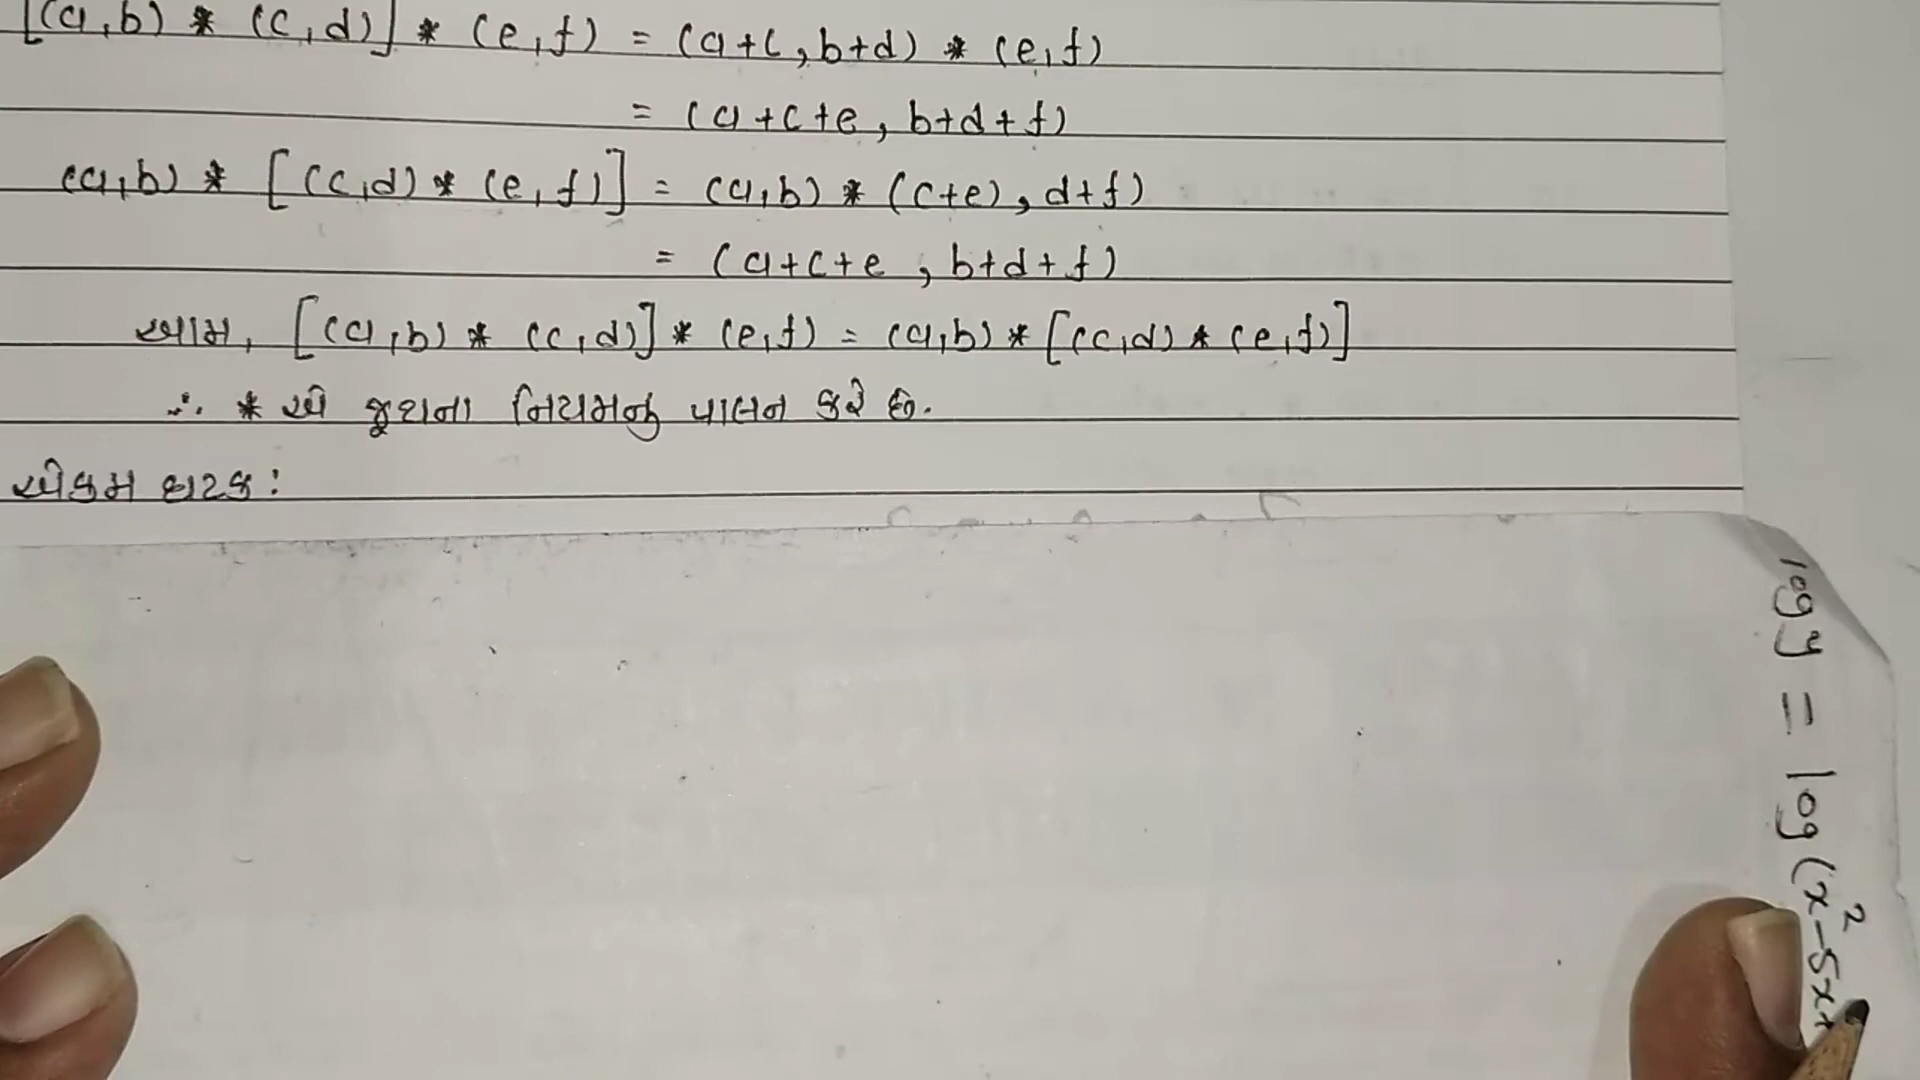 [(a,b) * (c,d)] * (e,f) = (a+c, b+d) * (e,f)
= (a+c+e, b+d+f)
(a,b) * [(c,d) * (e,f)] = (a,b) * (c+e), d+f)
= (a+c+e, b+d+f)
આમ, [(a,b) * (c,d)] * (e,f) = (a,b) * [(c,d) * (e,f)]
∴ * એ જૂથના નિયમનું પાલન કરે છે.
એકમ ઘટક:
log y = log(x²-5x+